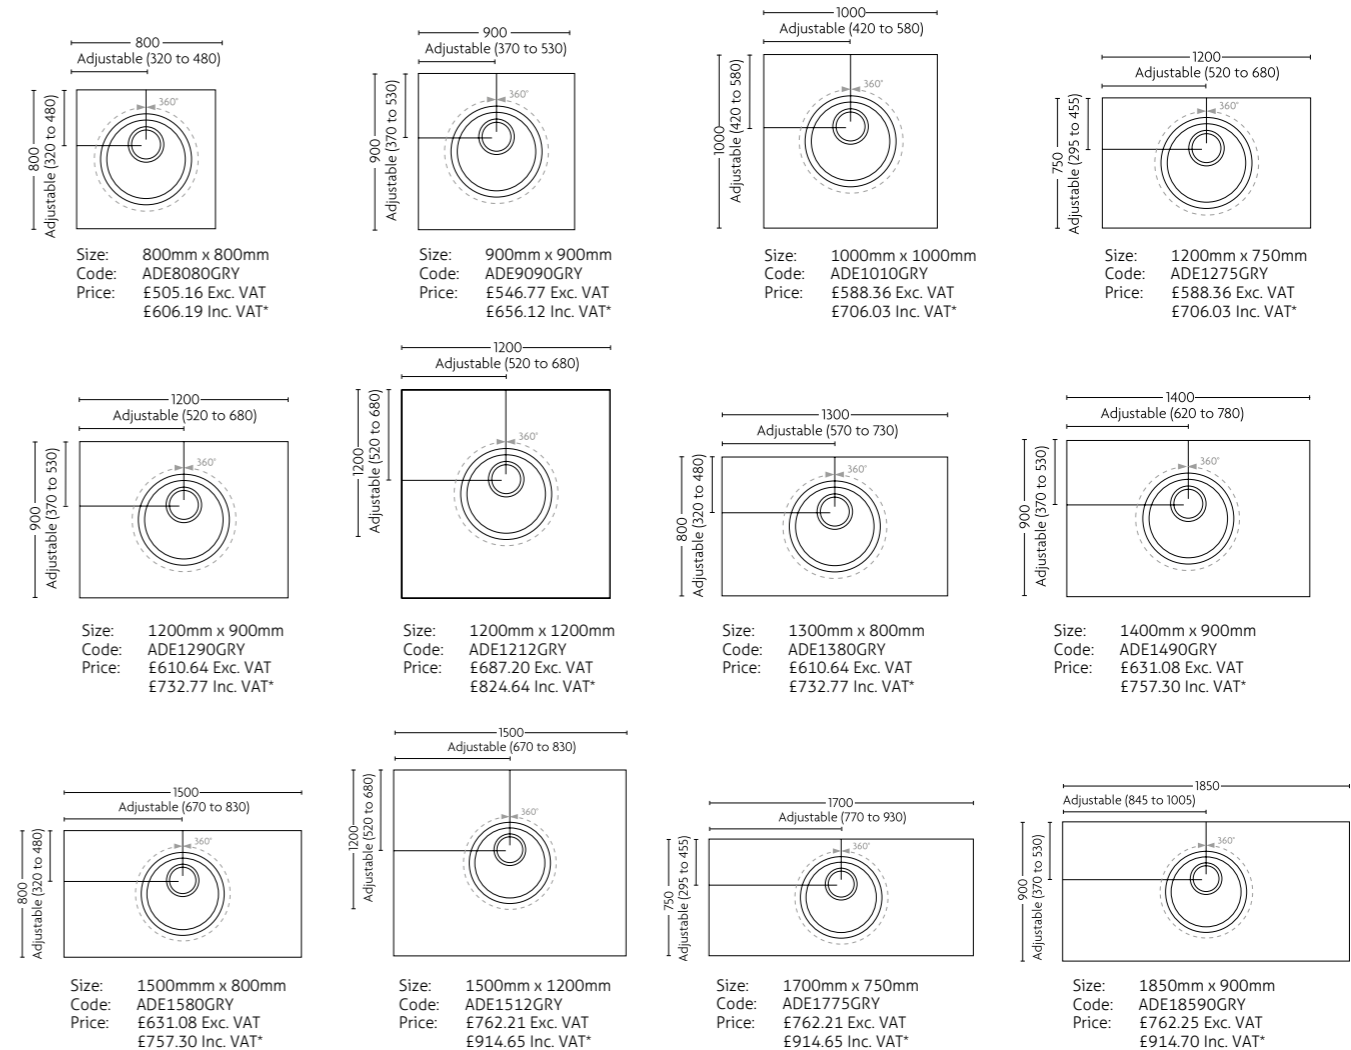 800
Adjustable (320 to 480)
800
Adjustable (320 to 480)
360°
Size: 800mm x 800mm
Code: ADE8080GRY
Price: £505.16 Exc. VAT
£606.19 Inc. VAT*
900
Adjustable (370 to 530)
900
Adjustable (370 to 530)
360°
Size: 900mm x 900mm
Code: ADE9090GRY
Price: £546.77 Exc. VAT
£656.12 Inc. VAT*
1000
Adjustable (420 to 580)
1000
Adjustable (420 to 580)
360°
Size: 1000mm x 1000mm
Code: ADE1010GRY
Price: £588.36 Exc. VAT
£706.03 Inc. VAT*
1200
Adjustable (520 to 680)
750
Adjustable (295 to 455)
360°
Size: 1200mm x 750mm
Code: ADE1275GRY
Price: £588.36 Exc. VAT
£706.03 Inc. VAT*
1200
Adjustable (520 to 680)
900
Adjustable (370 to 530)
360°
Size: 1200mm x 900mm
Code: ADE1290GRY
Price: £610.64 Exc. VAT
£732.77 Inc. VAT*
1200
Adjustable (520 to 680)
1200
Adjustable (520 to 680)
360°
Size: 1200mm x 1200mm
Code: ADE1212GRY
Price: £687.20 Exc. VAT
£824.64 Inc. VAT*
1300
Adjustable (570 to 730)
800
Adjustable (320 to 480)
360°
Size: 1300mm x 800mm
Code: ADE1380GRY
Price: £610.64 Exc. VAT
£732.77 Inc. VAT*
1400
Adjustable (620 to 780)
900
Adjustable (370 to 530)
360°
Size: 1400mm x 900mm
Code: ADE1490GRY
Price: £631.08 Exc. VAT
£757.30 Inc. VAT*
1500
Adjustable (670 to 830)
800
Adjustable (320 to 480)
360°
Size: 1500mmm x 800mm
Code: ADE1580GRY
Price: £631.08 Exc. VAT
£757.30 Inc. VAT*
1500
Adjustable (670 to 830)
1200
Adjustable (520 to 680)
360°
Size: 1500mm x 1200mm
Code: ADE1512GRY
Price: £762.21 Exc. VAT
£914.65 Inc. VAT*
1700
Adjustable (770 to 930)
750
Adjustable (295 to 455)
360°
Size: 1700mm x 750mm
Code: ADE1775GRY
Price: £762.21 Exc. VAT
£914.65 Inc. VAT*
1850
Adjustable (845 to 1005)
900
Adjustable (370 to 530)
360°
Size: 1850mm x 900mm
Code: ADE18590GRY
Price: £762.25 Exc. VAT
£914.70 Inc. VAT*